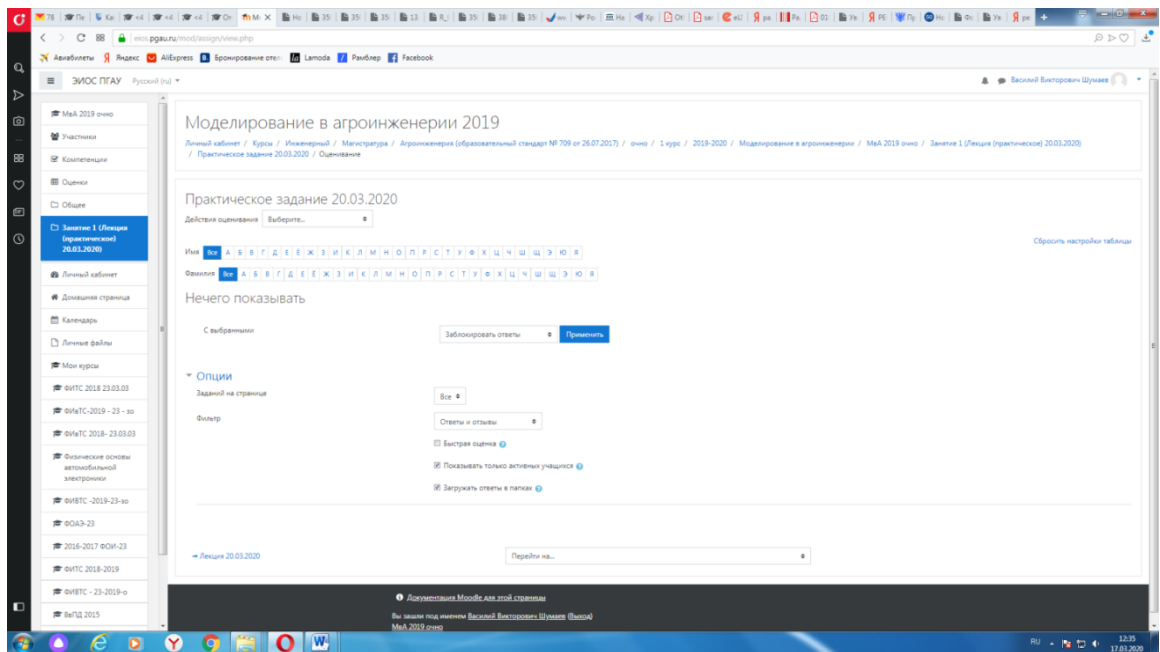 eios.pgau.ru/mod/assign/view.php
Авиабилеты Яндекс AliExpress Бронирование отел Lamoda Рамблер Facebook
ЭИОС ПГАУ Русский (ru)
Василий Викторович Шумаев
МвА 2019 очно
Участники
Компетенции
Оценки
Общее
Занятие 1 (Лекция
(практическое)
20.03.2020)
Личный кабинет
Домашняя страница
Календарь
Личные файлы
Мои курсы
ФИТС 2018 23.03.03
ФИвТС-2019 - 23 - зо
ФИвТС 2018- 23.03.03
Физические основы
автомобильной
электроники
ФИВТС -2019-23-зо
ФОАЭ-23
2016-2017 ФОИ-23
ФИТС 2018-2019
ФИВТС - 23-2019-о
ВвПД 2015
Моделирование в агроинженерии 2019
Личный кабинет / Курсы / Инженерный / Магистратура / Агроинженерия (образовательный стандарт № 709 от 26.07.2017) / очно / 1 курс / 2019-2020 / Моделирование в агроинженерии / МвА 2019 очно / Занятие 1 (Лекция (практическое) 20.03.2020)
/ Практическое задание 20.03.2020 / Оценивание
Практическое задание 20.03.2020
Действия оценивания Выберите...
Сбросить настройки таблицы
Имя Все А Б В Г Д Е Ё Ж З И К Л М Н О П Р С Т У Ф Х Ц Ч Ш Щ Э Ю Я
Фамилия Все А Б В Г Д Е Ё Ж З И К Л М Н О П Р С Т У Ф Х Ц Ч Ш Щ Э Ю Я
Нечего показывать
С выбранными Заблокировать ответы Применить
Опции
Заданий на странице Все
Фильтр Ответы и отзывы
Быстрая оценка
Показывать только активных учащихся
Загружать ответы в папках
Лекция 20.03.2020 Перейти на...
Документация Moodle для этой страницы
Вы зашли под именем Василий Викторович Шумаев (Выход)
МвА 2019 очно
RU 12:35
17.03.2020